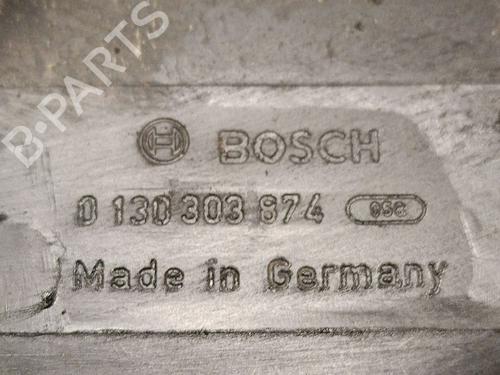 BOSCH
0 130 303 874
Made in Germany
B-PARTS